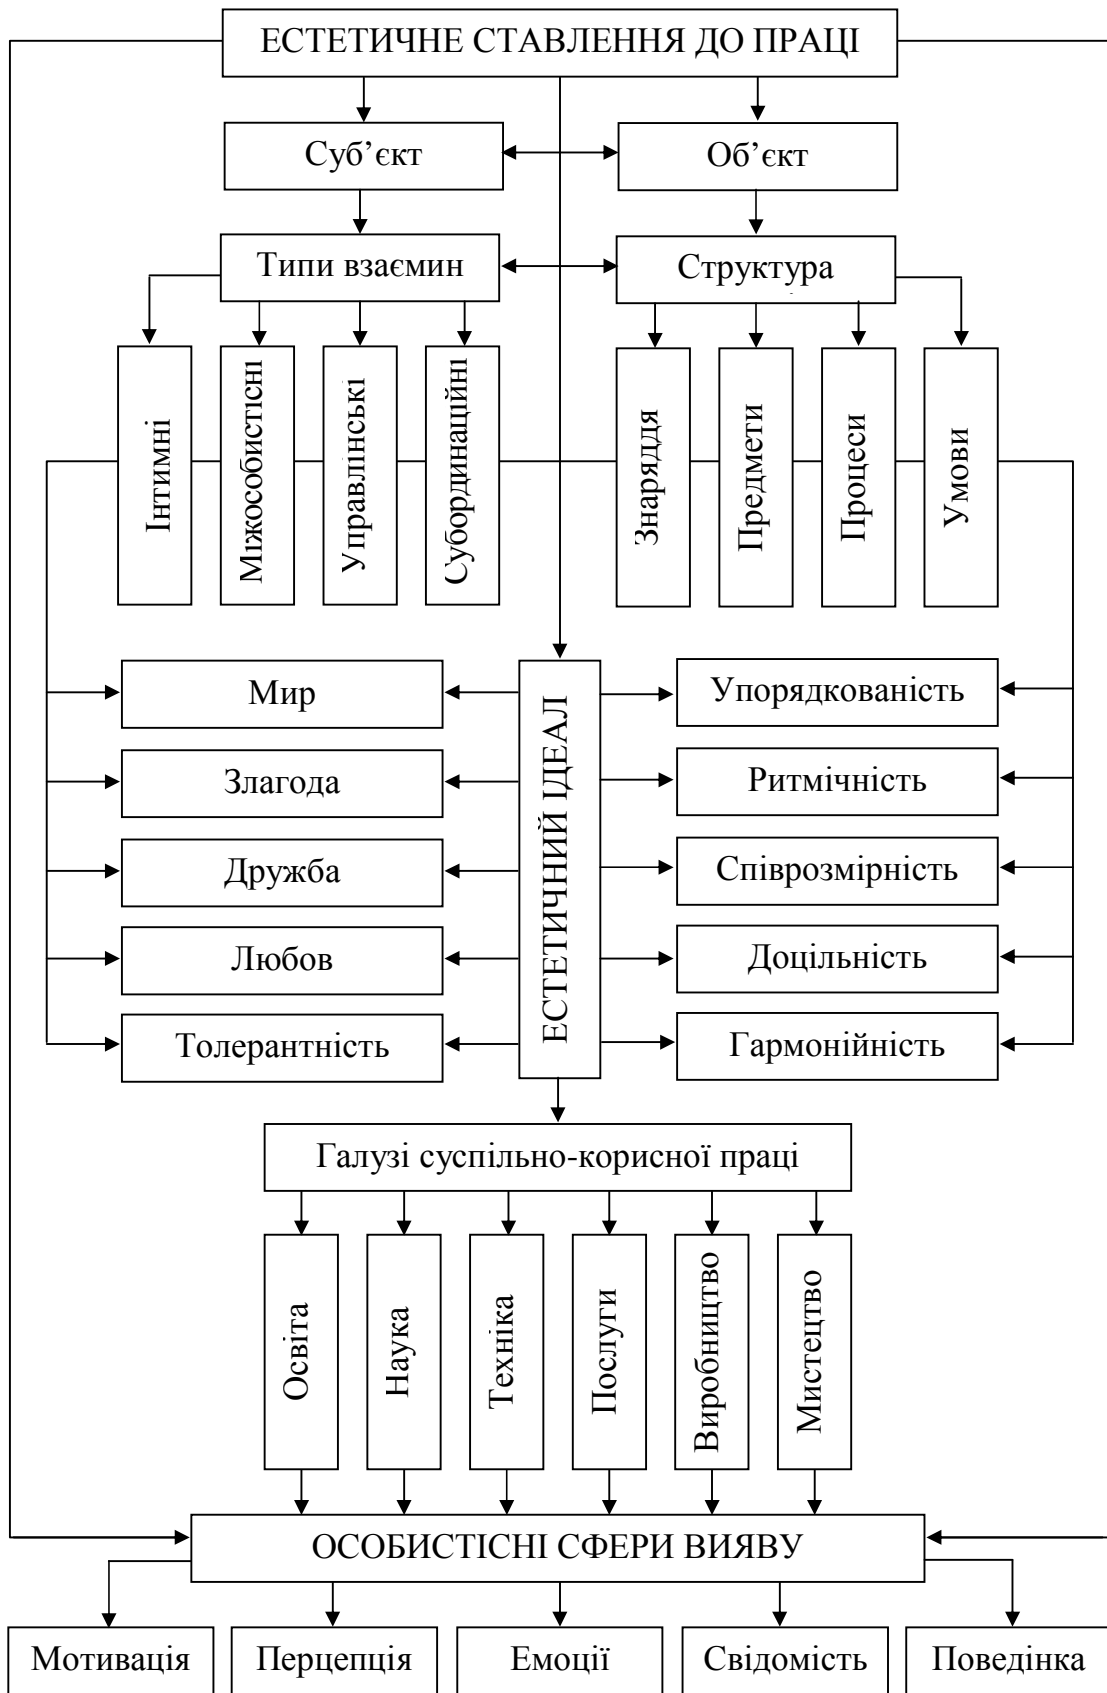 ЕСТЕТИЧНЕ СТАВЛЕННЯ ДО ПРАЦІ
Суб’єкт
Об’єкт
Типи взаємин
Структура
Інтимні
Міжособистісні
Управлінські
Субординаційні
Знаряддя
Предмети
Процеси
Умови
ЕСТЕТИЧНИЙ ІДЕАЛ
Мир
Упорядкованість
Злагода
Ритмічність
Дружба
Співрозмірність
Любов
Доцільність
Толерантність
Гармонійність
Галузі суспільно-корисної праці
Освіта
Наука
Техніка
Послуги
Виробництво
Мистецтво
ОСОБИСТІСНІ СФЕРИ ВИЯВУ
Мотивація
Перцепція
Емоції
Свідомість
Поведінка